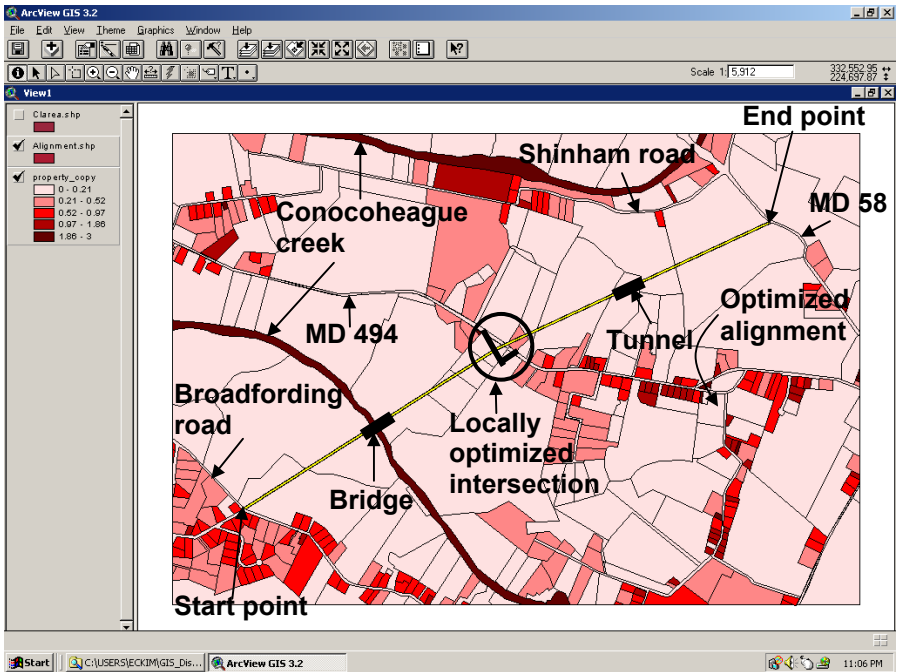 ArcView GIS 3.2
File Edit View Theme Graphics Window Help
Scale 1: 5,912
332,552.95
224,697.87
View1
Clarea.shp
Alignment.shp
property_copy
0 - 0.21
0.21 - 0.52
0.52 - 0.97
0.97 - 1.86
1.86 - 3
End point
Shinham road
MD 58
Conocoheague
creek
Optimized
alignment
MD 494
Tunnel
Broadfording
road
Locally
optimized
intersection
Bridge
Start point
Start
C:\USERS\ECKIM\GIS_Dis...
ArcView GIS 3.2
11:06 PM